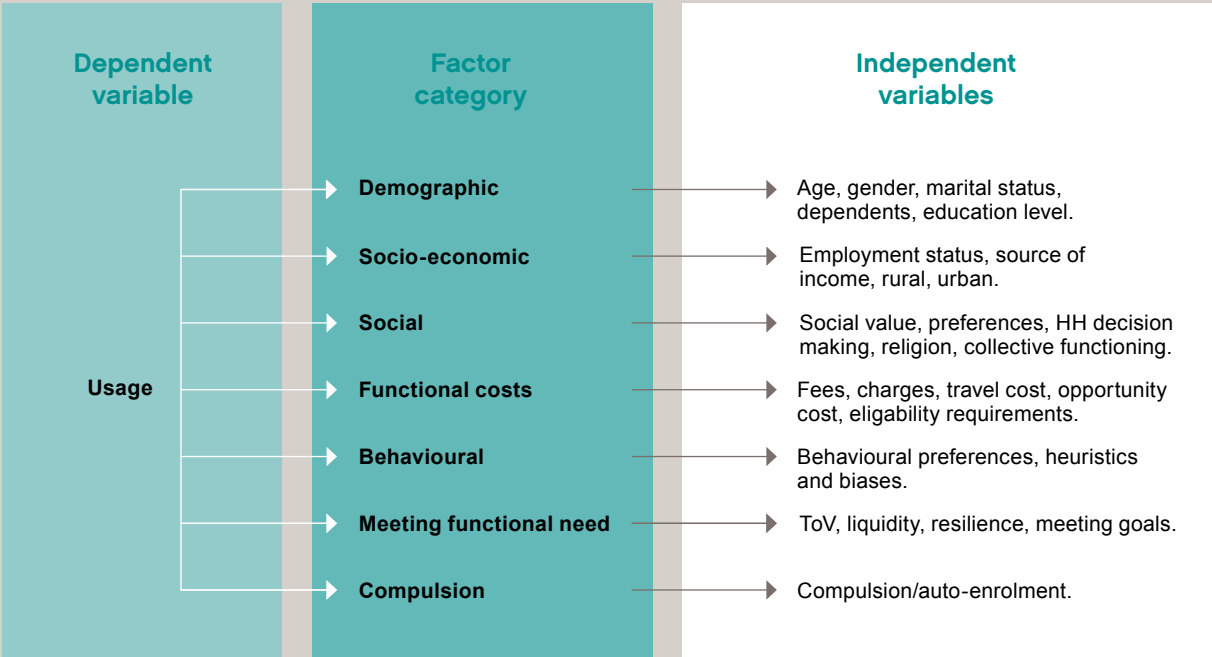 Dependent
variable
Factor
category
Independent
variables
Demographic
Age, gender, marital status,
dependents, education level.
Socio-economic
Employment status, source of
income, rural, urban.
Social
Social value, preferences, HH decision
making, religion, collective functioning.
Usage
Functional costs
Fees, charges, travel cost, opportunity
cost, eligability requirements.
Behavioural
Behavioural preferences, heuristics
and biases.
Meeting functional need
ToV, liquidity, resilience, meeting goals.
Compulsion
Compulsion/auto-enrolment.